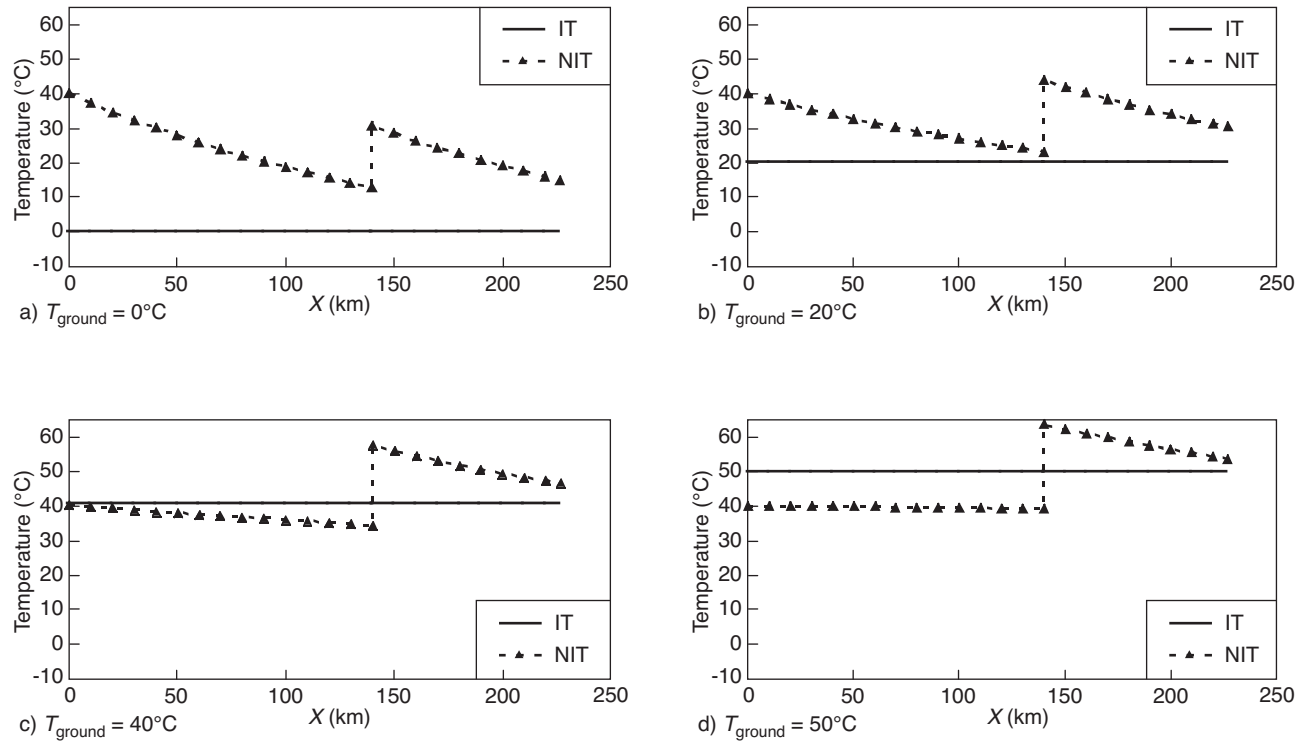 Temperature (°C)
60
50
40
30
20
10
0
-10
0
50
100
150
200
250
X (km)
IT
NIT
a) Tground = 0°C
Temperature (°C)
60
50
40
30
20
10
0
-10
0
50
100
150
200
250
X (km)
IT
NIT
b) Tground = 20°C
Temperature (°C)
60
50
40
30
20
10
0
-10
0
50
100
150
200
250
X (km)
IT
NIT
c) Tground = 40°C
Temperature (°C)
60
50
40
30
20
10
0
-10
0
50
100
150
200
250
X (km)
IT
NIT
d) Tground = 50°C